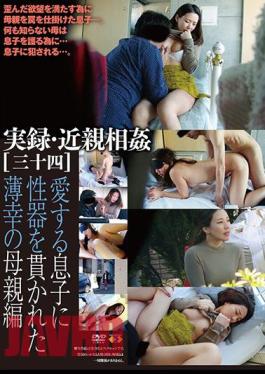 歪んだ欲望を満たす為に
母親を罠を仕掛けた息子…
何も知らない母は
息子を護る為に…
息子に犯される…。
実録・近親相姦
[三十四]
愛する息子に
性器を貫かれた
薄幸の母親編
DVD